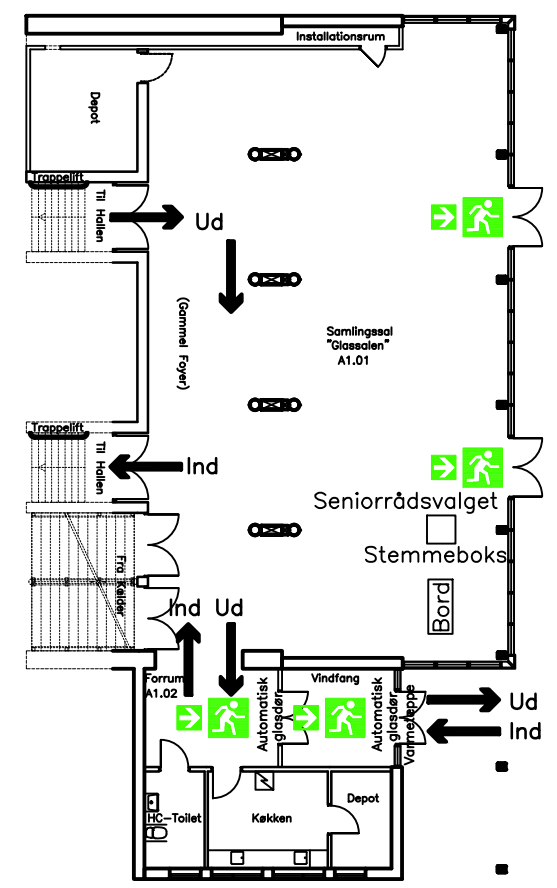 Installationsrum
Depot
Trappelift
Til Hallen
Ud
(Gammel Foyer)
Samlingssal
"Glassalen"
A1.01
Trappelift
Til Hallen
Ind
Seniorrådsvalget
Stemmeboks
Fra Kælder
Bord
Ind
Ud
Forrum
A1.02
Automatisk
glasdør
Vindfang
Automatisk
glasdør
Varmetæppe
Ud
Ind
HC-Toilet
Køkken
Depot